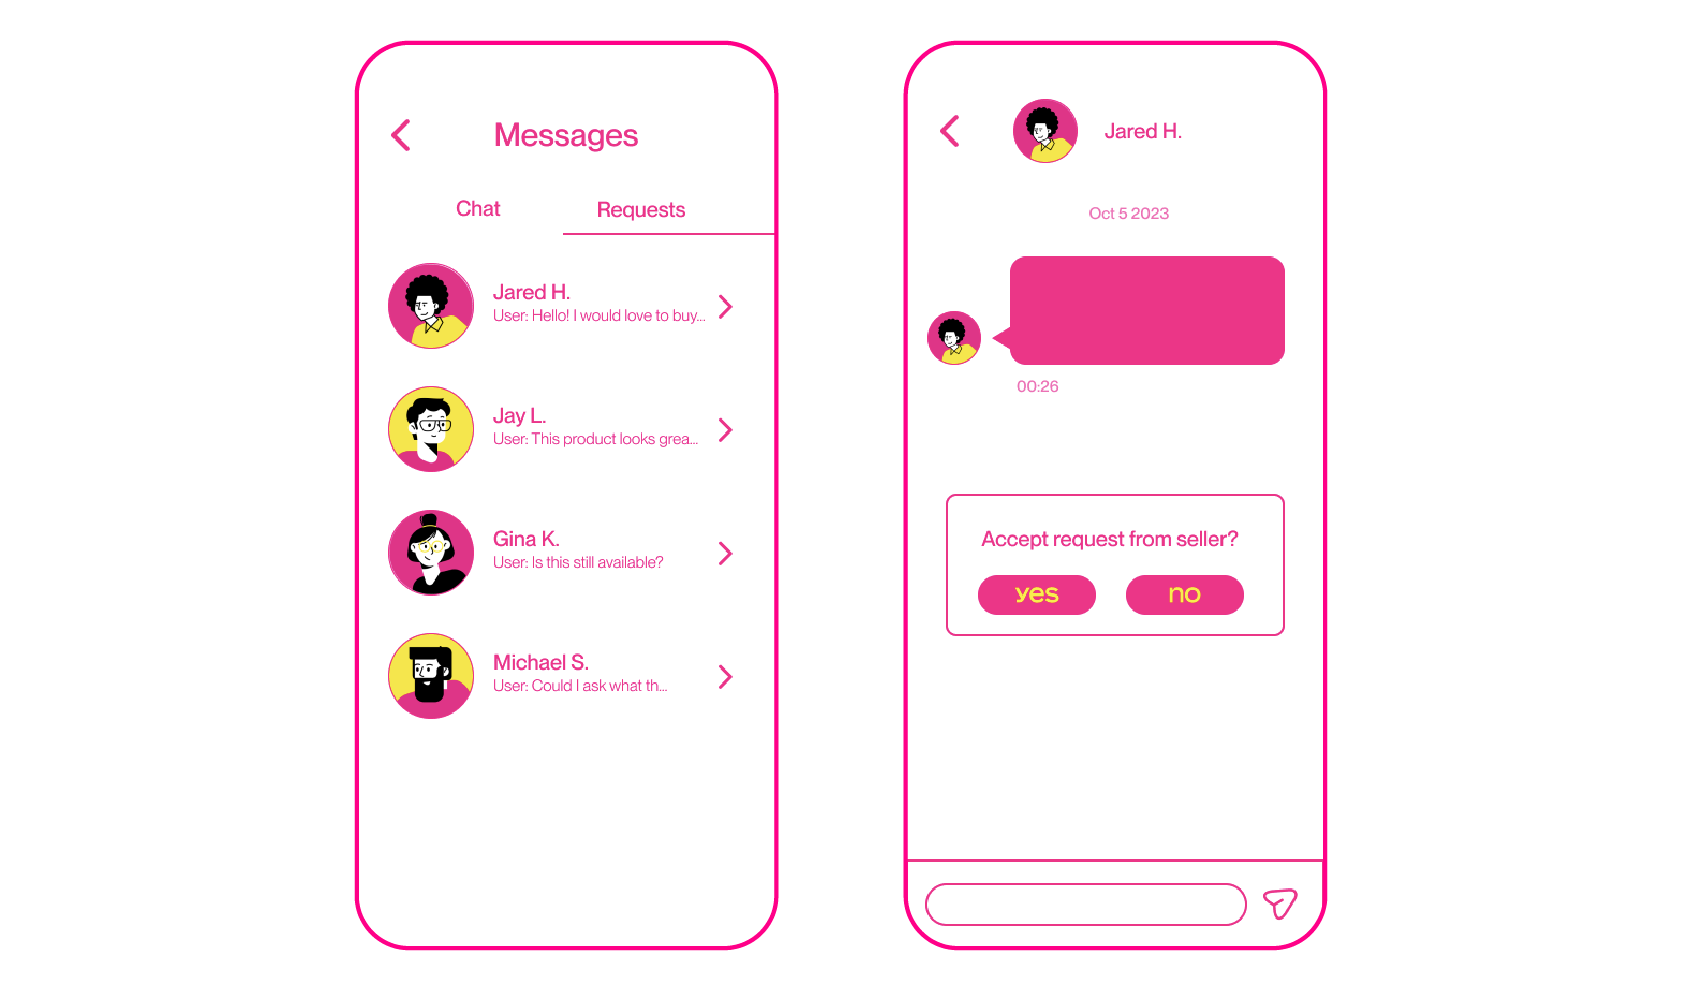 Messages
Chat
Requests
Jared H.
User: Hello! I would love to buy...
Jay L.
User: This product looks grea...
Gina K.
User: Is this still available?
Michael S.
User: Could I ask what th...
Jared H.
Oct 5 2023
00:26
Accept request from seller?
yes
no